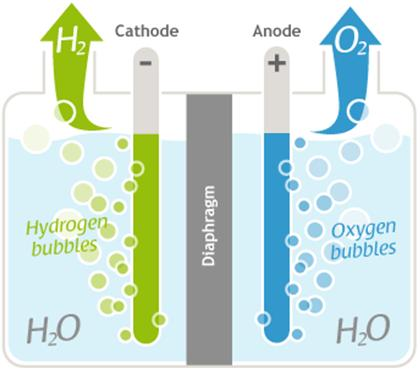 H₂
Cathode
Anode
O₂
-
+
Diaphragm
Hydrogen
bubbles
Oxygen
bubbles
H₂O
H₂O